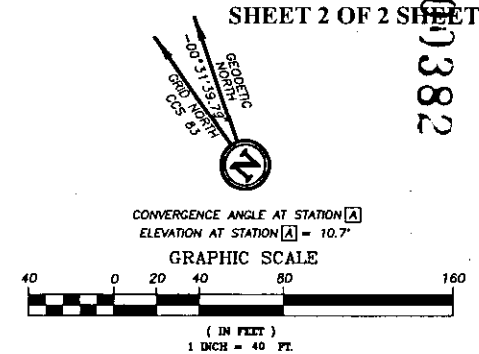 SHEET 2 OF 2 SHEET
382
GEODETIC
NORTH
-00°31'39.79"
GRID NORTH
CCS 83
N
CONVERGENCE ANGLE AT STATION A
ELEVATION AT STATION A = 10.7'
GRAPHIC SCALE
40 0 20 40 80 160
( IN FEET )
1 INCH = 40 FT.